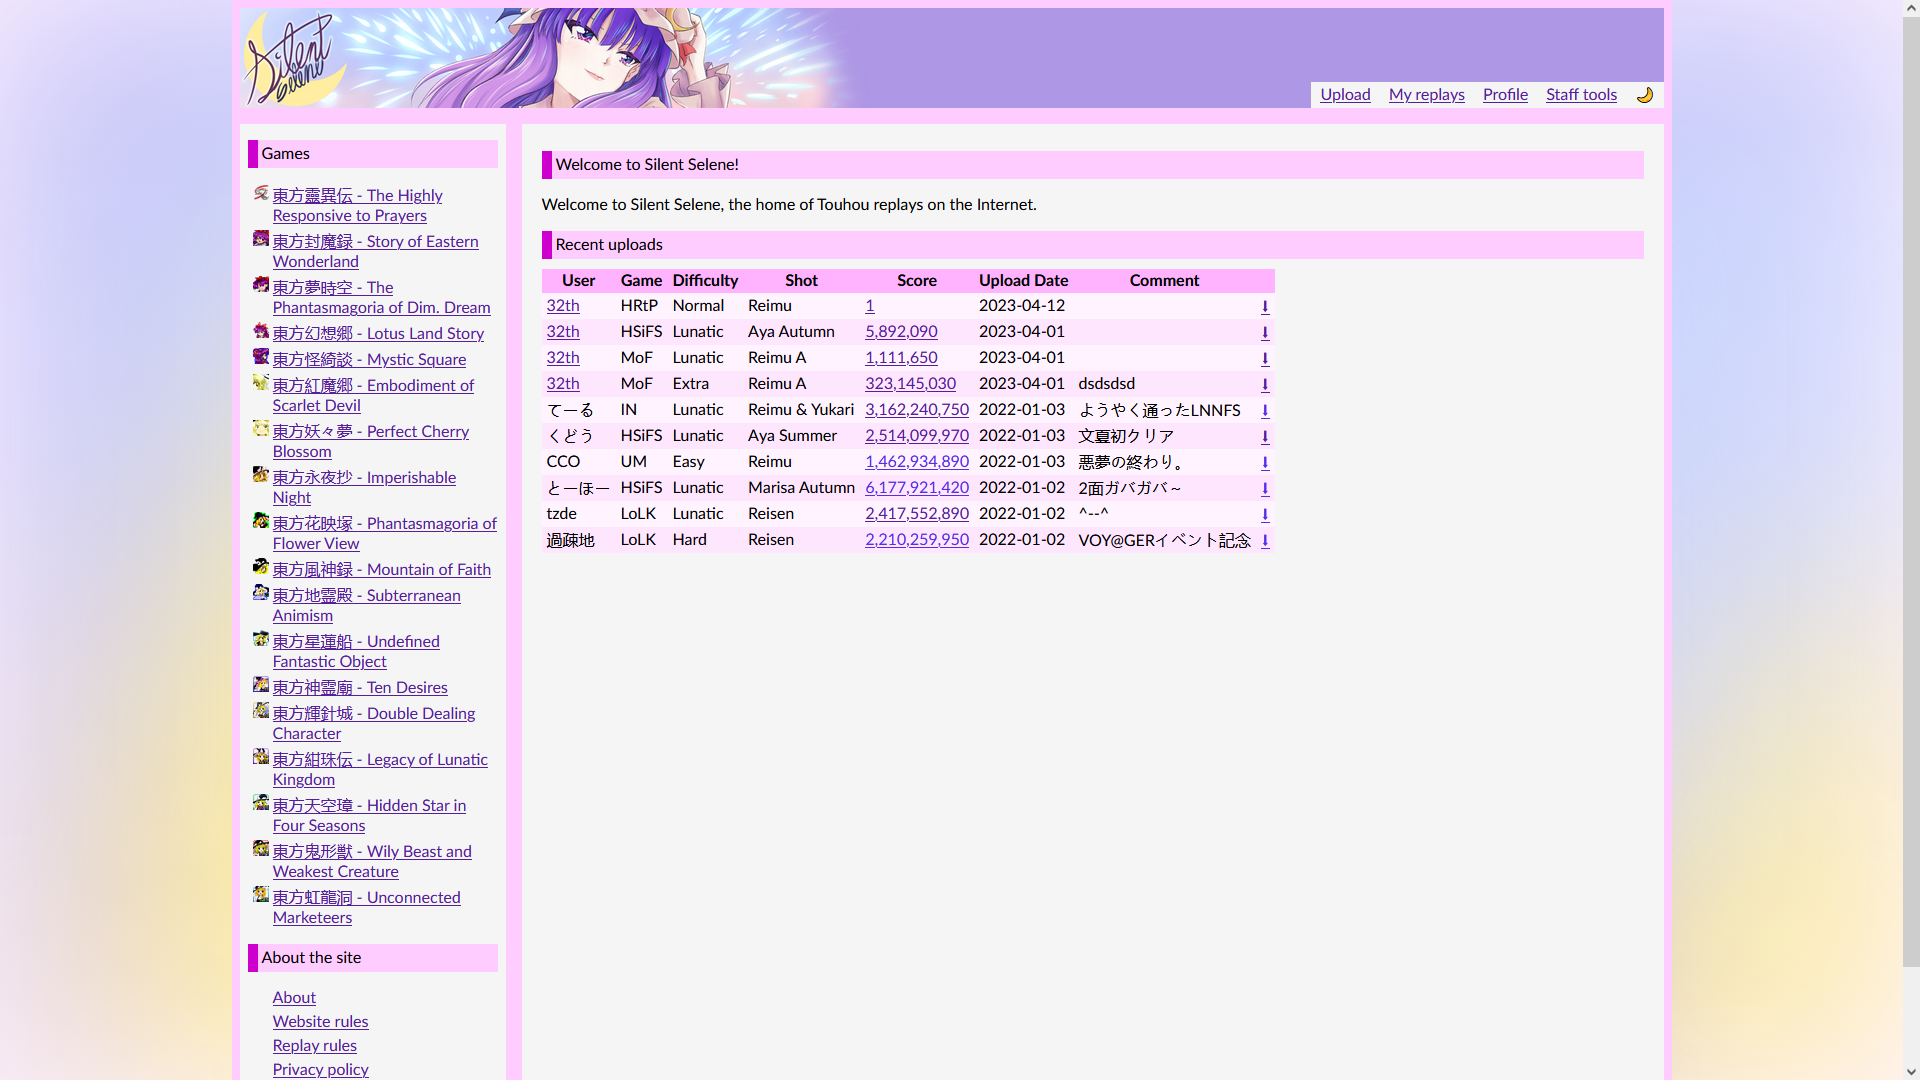 Silent
Selene
Upload My replays Profile Staff tools
Games
東方靈異伝 - The Highly
Responsive to Prayers
東方封魔録 - Story of Eastern
Wonderland
東方夢時空 - The
Phantasmagoria of Dim. Dream
東方幻想郷 - Lotus Land Story
東方怪綺談 - Mystic Square
東方紅魔郷 - Embodiment of
Scarlet Devil
東方妖々夢 - Perfect Cherry
Blossom
東方永夜抄 - Imperishable
Night
東方花映塚 - Phantasmagoria of
Flower View
東方風神録 - Mountain of Faith
東方地霊殿 - Subterranean
Animism
東方星蓮船 - Undefined
Fantastic Object
東方神霊廟 - Ten Desires
東方輝針城 - Double Dealing
Character
東方紺珠伝 - Legacy of Lunatic
Kingdom
東方天空璋 - Hidden Star in
Four Seasons
東方鬼形獣 - Wily Beast and
Weakest Creature
東方虹龍洞 - Unconnected
Marketeers
About the site
About
Website rules
Replay rules
Privacy policy
Welcome to Silent Selene!
Welcome to Silent Selene, the home of Touhou replays on the Internet.
Recent uploads
User Game Difficulty Shot Score Upload Date Comment
32th HRtP Normal Reimu 1 2023-04-12 ⬇
32th HSiFS Lunatic Aya Autumn 5,892,090 2023-04-01 ⬇
32th MoF Lunatic Reimu A 1,111,650 2023-04-01 ⬇
32th MoF Extra Reimu A 323,145,030 2023-04-01 dsdsdsd ⬇
てーる IN Lunatic Reimu & Yukari 3,162,240,750 2022-01-03 ようやく通ったLNNFS ⬇
くどう HSiFS Lunatic Aya Summer 2,514,099,970 2022-01-03 文夏初クリア ⬇
CCO UM Easy Reimu 1,462,934,890 2022-01-03 悪夢の終わり。 ⬇
とーほー HSiFS Lunatic Marisa Autumn 6,177,921,420 2022-01-02 2面ガバガバ～ ⬇
tzde LoLK Lunatic Reisen 2,417,552,890 2022-01-02 ^--^ ⬇
過疎地 LoLK Hard Reisen 2,210,259,950 2022-01-02 VOY@GERイベント記念 ⬇